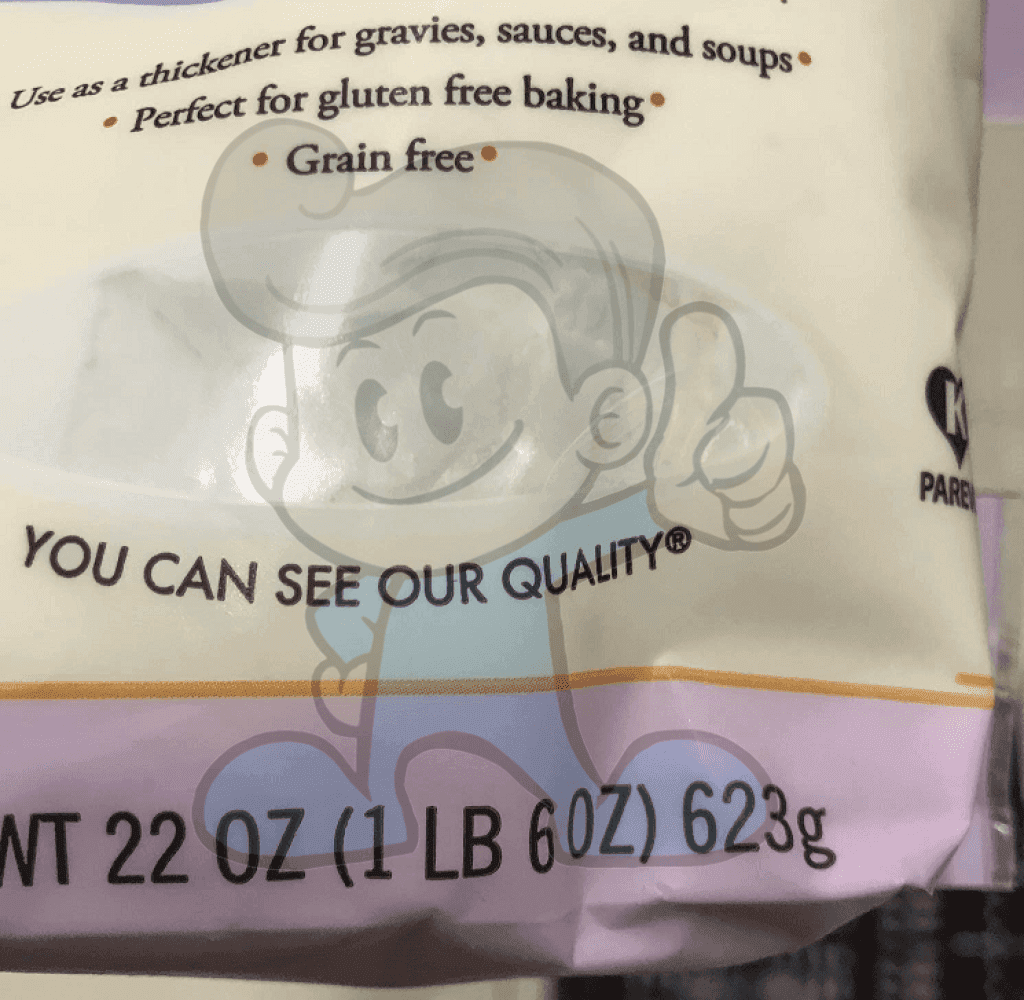 Use as a thickener for gravies, sauces, and soups •
• Perfect for gluten free baking •
• Grain free •
K
YOU CAN SEE OUR QUALITY®
WT 22 OZ (1 LB 6 OZ) 623g